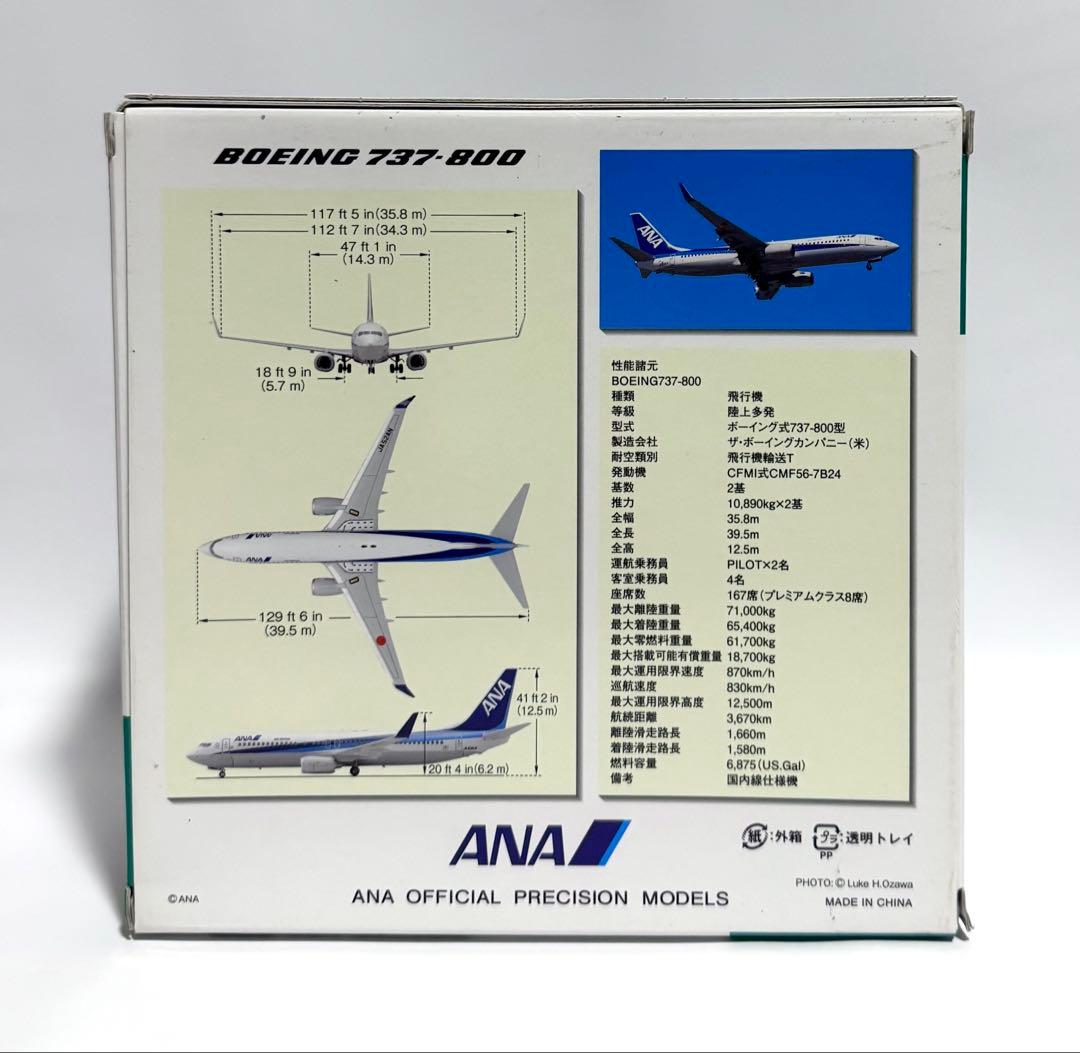 BOEING 737-800
117 ft 5 in(35.8 m)
112 ft 7 in(34.3 m)
47 ft 1 in
(14.3 m)
18 ft 9 in
(5.7 m)
JA52AN
ANA
ANA
129 ft 6 in
(39.5 m)
ANA
ANA
41 ft 2 in
(12.5 m)
20 ft 4 in(6.2 m)
ANA
ANA
性能諸元
BOEING737-800
種類 飛行機
等級 陸上多発
型式 ボーイング式737-800型
製造会社 ザ・ボーイングカンパニー(米)
耐空類別 飛行機輸送T
発動機 CFMI式CMF56-7B24
基数 2基
推力 10,890kg×2基
全幅 35.8m
全長 39.5m
全高 12.5m
運航乗務員 PILOT×2名
客室乗務員 4名
座席数 167席(プレミアムクラス8席)
最大離陸重量 71,000kg
最大着陸重量 65,400kg
最大零燃料重量 61,700kg
最大搭載可能有償重量 18,700kg
最大運用限界速度 870km/h
巡航速度 830km/h
最大運用限界高度 12,500m
航続距離 3,670km
離陸滑走路長 1,660m
着陸滑走路長 1,580m
燃料容量 6,875(US.Gal)
備考 国内線仕様機
ANA
紙:外箱 プラ:透明トレイ
PP
PHOTO:© Luke H.Ozawa
©ANA
ANA OFFICIAL PRECISION MODELS
MADE IN CHINA